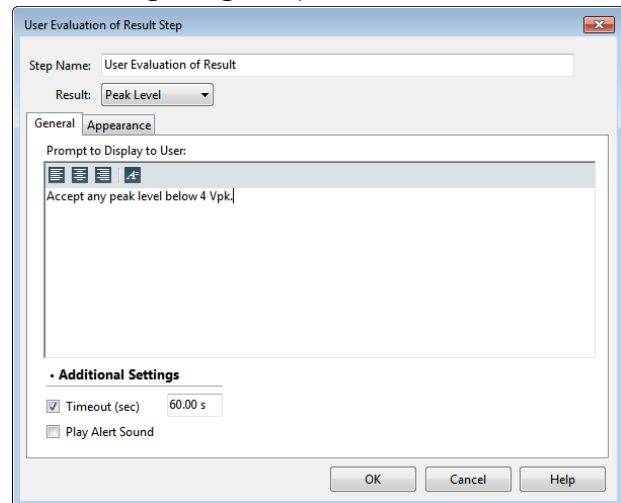 User Evaluation of Result Step
Step Name: User Evaluation of Result
Result: Peak Level
General Appearance
Prompt to Display to User:
Accept any peak level below 4 Vpk.
• Additional Settings
Timeout (sec) 60.00 s
Play Alert Sound
OK Cancel Help